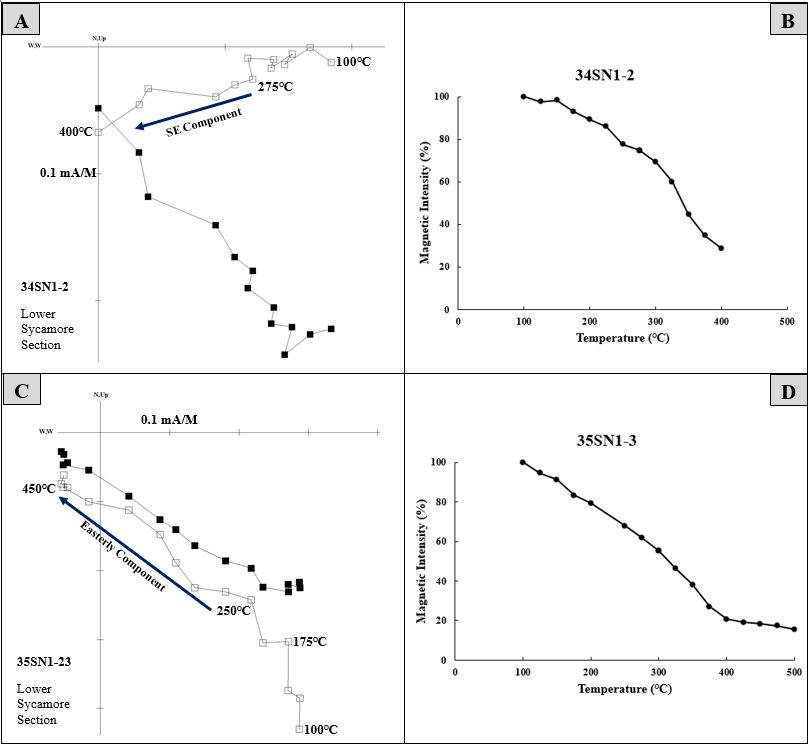 A
N,Up
W,W
100℃
275℃
SE Component
400℃
0.1 mA/M
34SN1-2
Lower
Sycamore
Section
B
34SN1-2
Magnetic Intensity (%)
100
80
60
40
20
0
0 100 200 300 400 500
Temperature (℃)
C
N,Up
0.1 mA/M
W,W
450℃
Easterly Component
250℃
175℃
35SN1-23
Lower
Sycamore
Section
100℃
D
35SN1-3
Magnetic Intensity (%)
100
80
60
40
20
0
0 100 200 300 400 500
Temperature (℃)